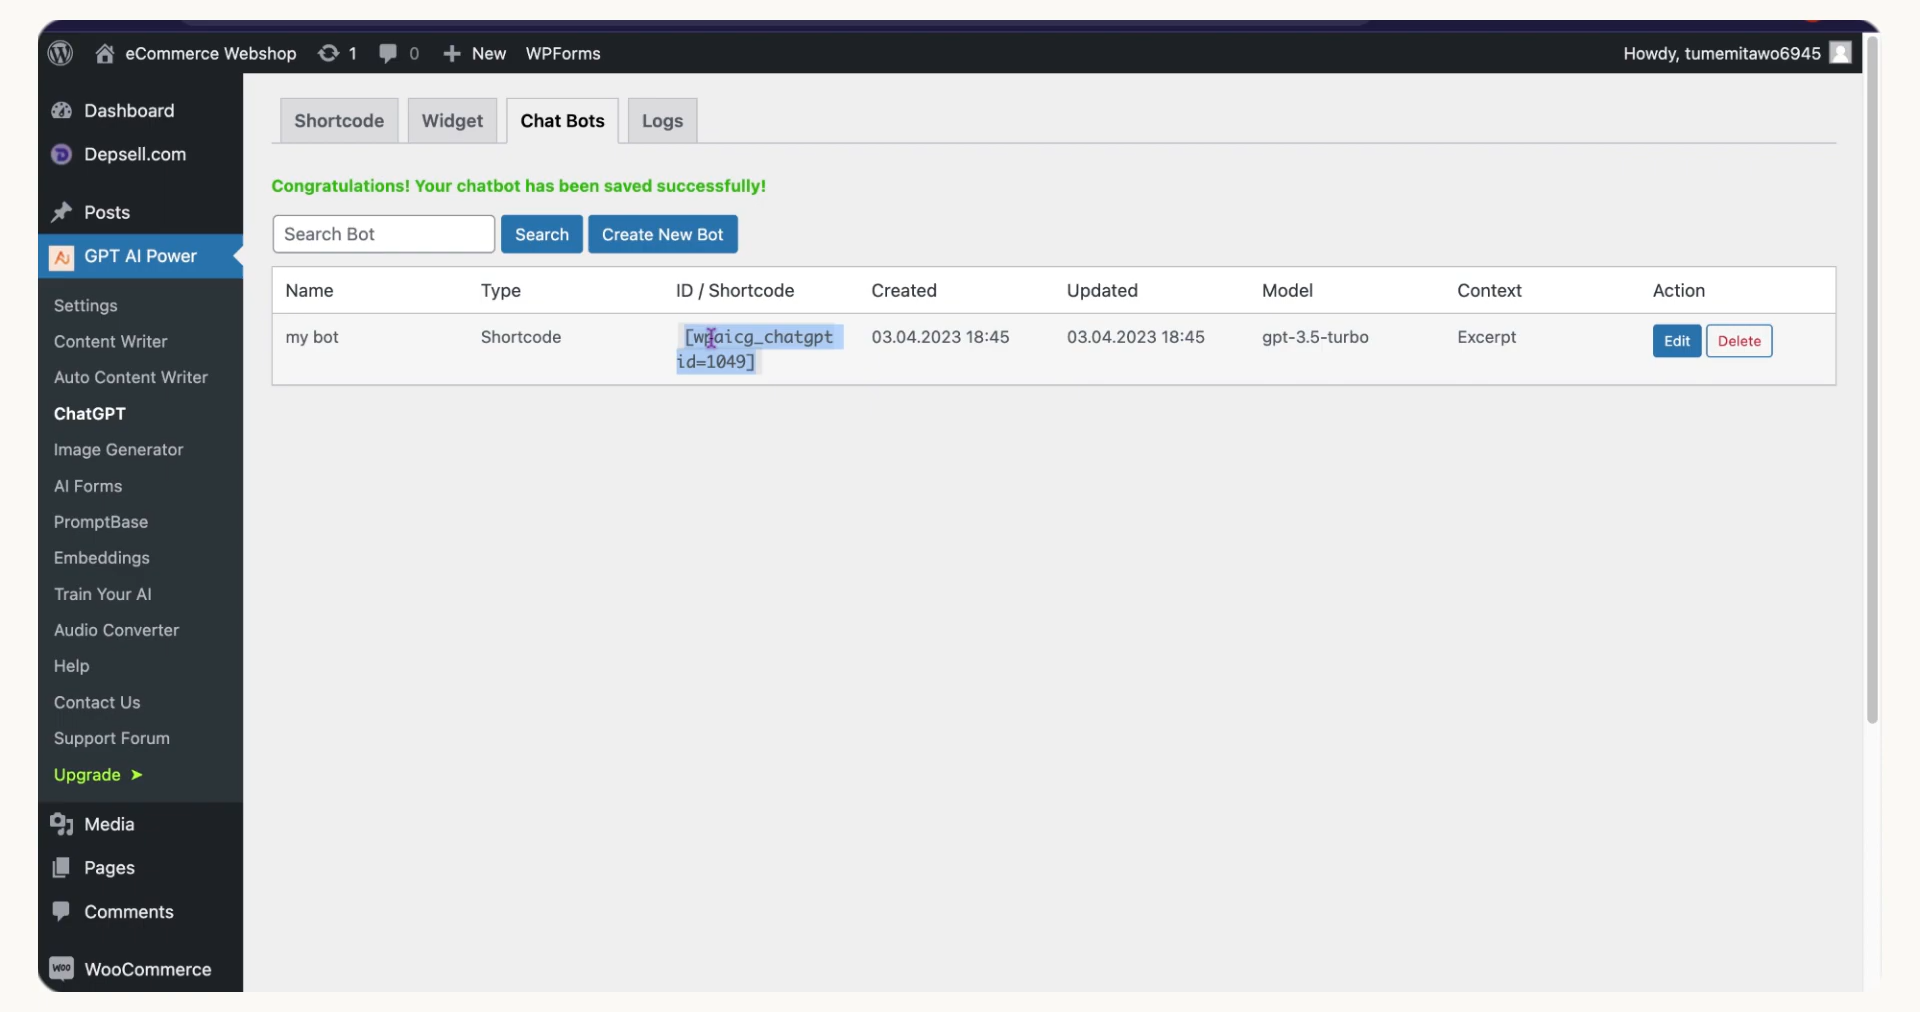 eCommerce Webshop 1 0 New WPForms Howdy, tumemitawo6945
Dashboard
Depsell.com
Posts
GPT AI Power
Settings
Content Writer
Auto Content Writer
ChatGPT
Image Generator
AI Forms
PromptBase
Embeddings
Train Your AI
Audio Converter
Help
Contact Us
Support Forum
Upgrade ➤
Media
Pages
Comments
WooCommerce
Shortcode Widget Chat Bots Logs
Congratulations! Your chatbot has been saved successfully!
Search Bot Search Create New Bot
Name Type ID / Shortcode Created Updated Model Context Action
my bot Shortcode [wpaicg_chatgpt 03.04.2023 18:45 03.04.2023 18:45 gpt-3.5-turbo Excerpt Edit Delete
id=1049]